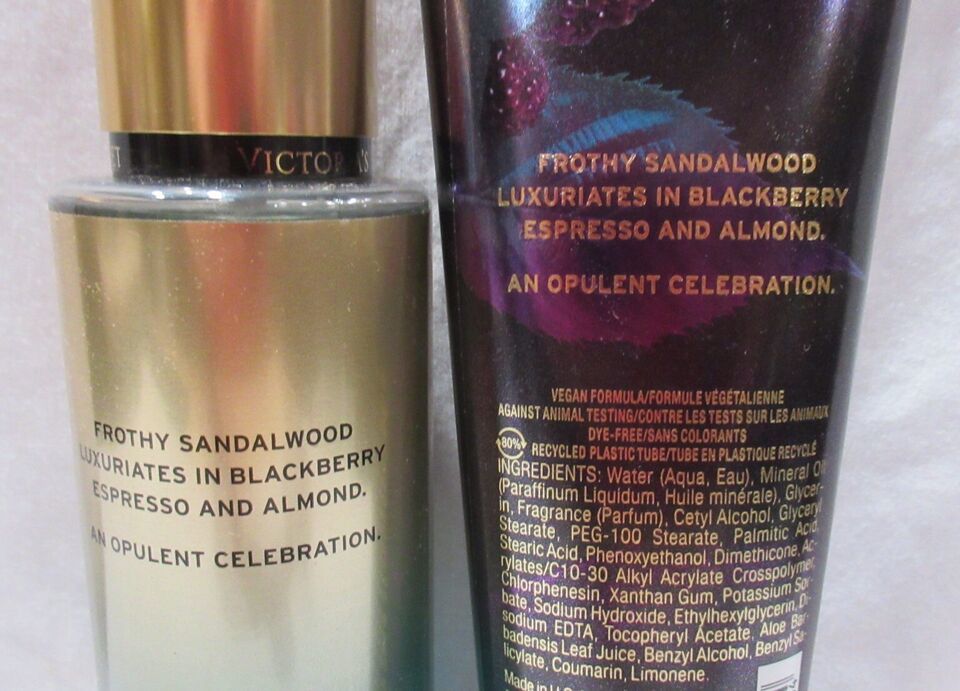 T VICTORIA'S
FROTHY SANDALWOOD
LUXURIATES IN BLACKBERRY
ESPRESSO AND ALMOND.
AN OPULENT CELEBRATION.
FROTHY SANDALWOOD
LUXURIATES IN BLACKBERRY
ESPRESSO AND ALMOND.
AN OPULENT CELEBRATION.
VEGAN FORMULA/FORMULE VÉGÉTALIENNE
AGAINST ANIMAL TESTING/CONTRE LES TESTS SUR LES ANIMAUX
DYE-FREE/SANS COLORANTS
80% RECYCLED PLASTIC TUBE/TUBE EN PLASTIQUE RECYCLÉ
INGREDIENTS: Water (Aqua, Eau), Mineral Oil
(Paraffinum Liquidum, Huile minérale), Glycer-
in, Fragrance (Parfum), Cetyl Alcohol, Glyceryl
Stearate, PEG-100 Stearate, Palmitic Acid,
Stearic Acid, Phenoxyethanol, Dimethicone, Ac-
rylates/C10-30 Alkyl Acrylate Crosspolymer,
Chlorphenesin, Xanthan Gum, Potassium Sor-
bate, Sodium Hydroxide, Ethylhexylglycerin, Di-
sodium EDTA, Tocopheryl Acetate, Aloe Bar-
badensis Leaf Juice, Benzyl Alcohol, Benzyl Sa-
licylate, Coumarin, Limonene.
Made in U.S